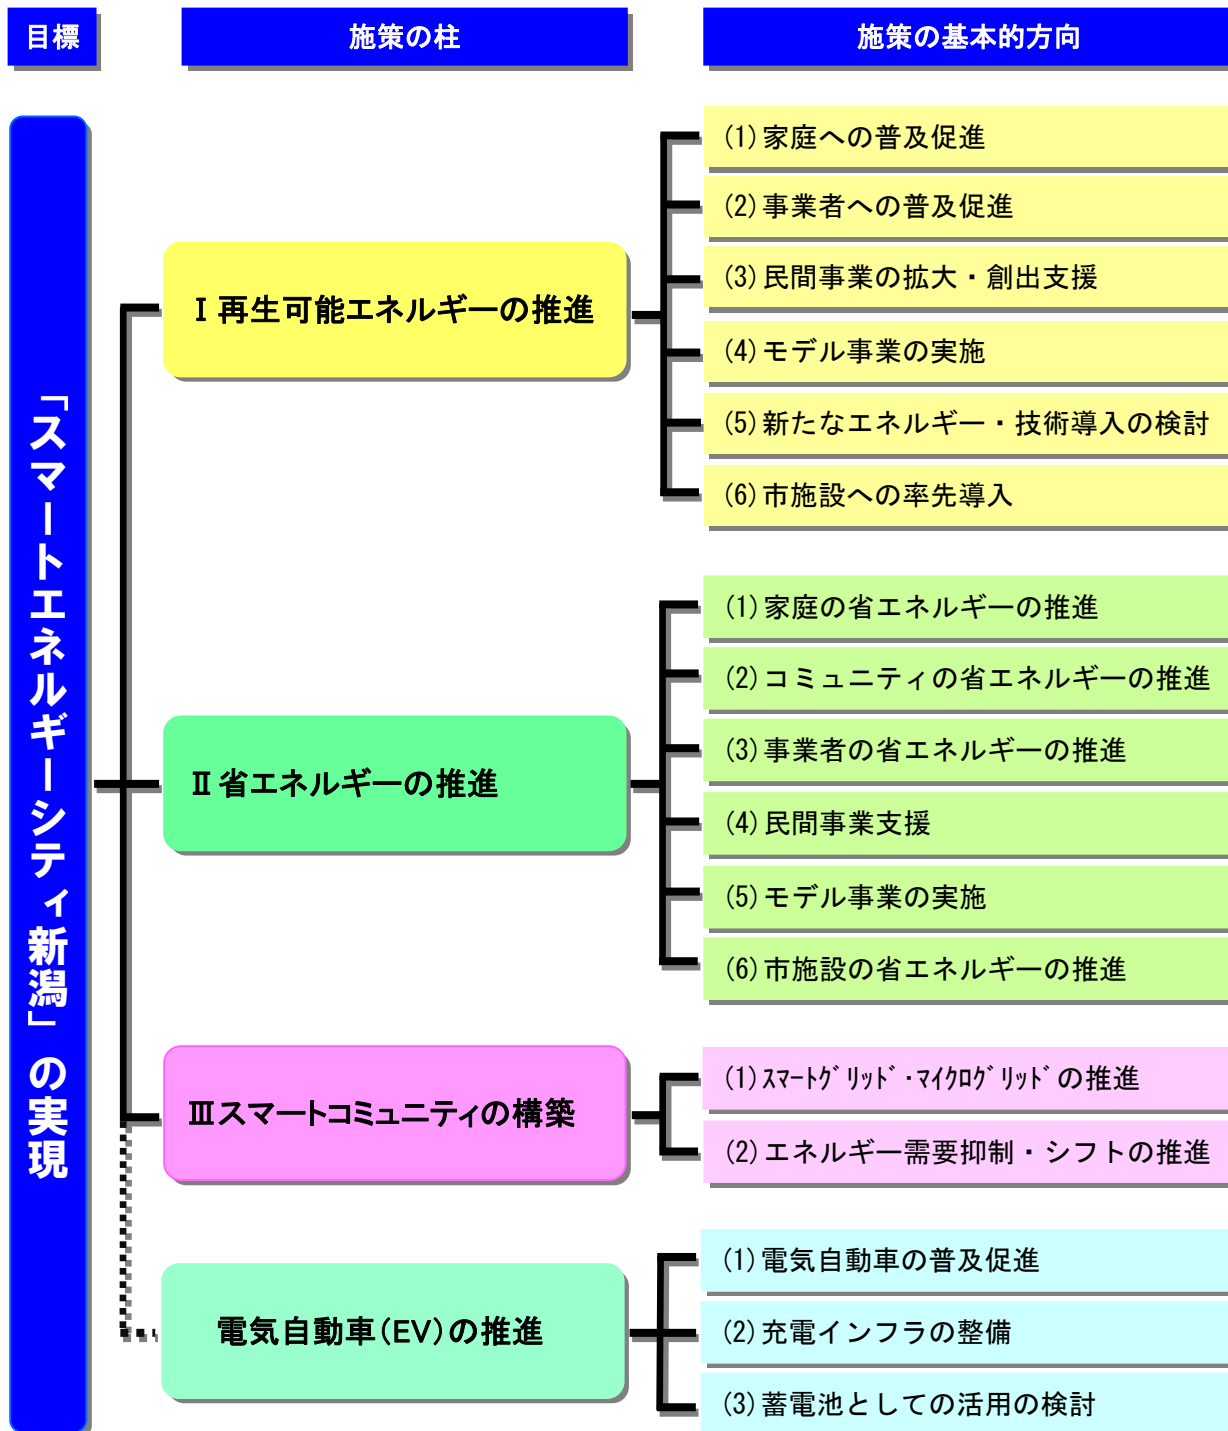 目標
施策の柱
施策の基本的方向
「スマートエネルギーシティ新潟」の実現
Ⅰ再生可能エネルギーの推進
(1)家庭への普及促進
(2)事業者への普及促進
(3)民間事業の拡大・創出支援
(4)モデル事業の実施
(5)新たなエネルギー・技術導入の検討
(6)市施設への率先導入
Ⅱ省エネルギーの推進
(1)家庭の省エネルギーの推進
(2)コミュニティの省エネルギーの推進
(3)事業者の省エネルギーの推進
(4)民間事業支援
(5)モデル事業の実施
(6)市施設の省エネルギーの推進
Ⅲスマートコミュニティの構築
(1)ｽﾏｰﾄｸﾞﾘｯﾄﾞ・ﾏｲｸﾛｸﾞﾘｯﾄﾞの推進
(2)エネルギー需要抑制・シフトの推進
電気自動車(EV)の推進
(1)電気自動車の普及促進
(2)充電インフラの整備
(3)蓄電池としての活用の検討